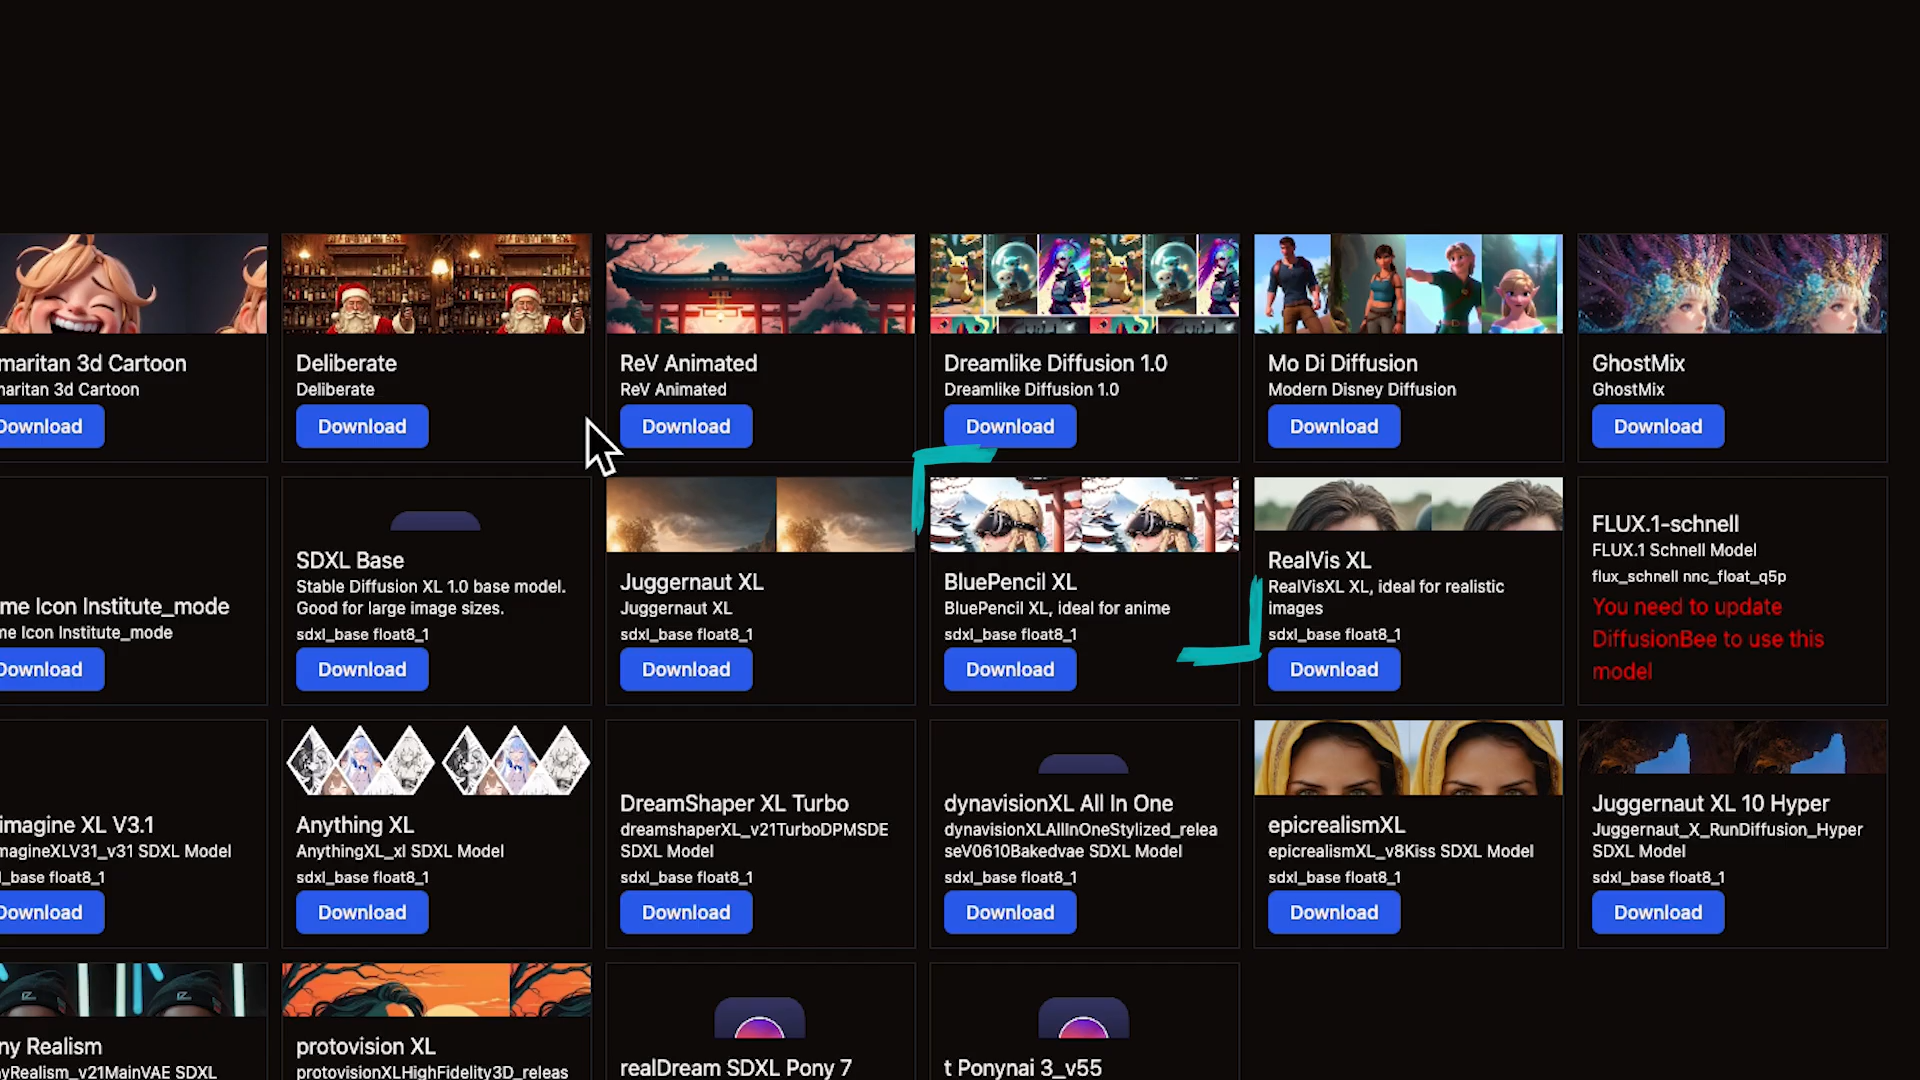 maritan 3d Cartoon
maritan 3d Cartoon
Download
Deliberate
Deliberate
Download
ReV Animated
ReV Animated
Download
Dreamlike Diffusion 1.0
Dreamlike Diffusion 1.0
Download
Mo Di Diffusion
Modern Disney Diffusion
Download
GhostMix
GhostMix
Download
me Icon Institute_mode
ne Icon Institute_mode
Download
SDXL Base
Stable Diffusion XL 1.0 base model.
Good for large image sizes.
sdxl_base float8_1
Download
Juggernaut XL
Juggernaut XL
sdxl_base float8_1
Download
BluePencil XL
BluePencil XL, ideal for anime
sdxl_base float8_1
Download
RealVis XL
RealVisXL XL, ideal for realistic
images
sdxl_base float8_1
Download
FLUX.1-schnell
FLUX.1 Schnell Model
flux_schnell nnc_float_q5p
You need to update
DiffusionBee to use this
model
imagine XL V3.1
magineXLV31_v31 SDXL Model
l_base float8_1
Download
Anything XL
AnythingXL_xl SDXL Model
sdxl_base float8_1
Download
DreamShaper XL Turbo
dreamshaperXL_v21TurboDPMSDE
SDXL Model
sdxl_base float8_1
Download
dynavisionXL All In One
dynavisionXLAllInOneStylized_relea
seV0610Bakedvae SDXL Model
sdxl_base float8_1
Download
epicrealismXL
epicrealismXL_v8Kiss SDXL Model
sdxl_base float8_1
Download
Juggernaut XL 10 Hyper
Juggernaut_X_RunDiffusion_Hyper
SDXL Model
sdxl_base float8_1
Download
ny Realism
nyRealism_v21MainVAE SDXL
protovision XL
protovisionXLHighFidelity3D_releas
realDream SDXL Pony 7
t Ponynai 3_v55